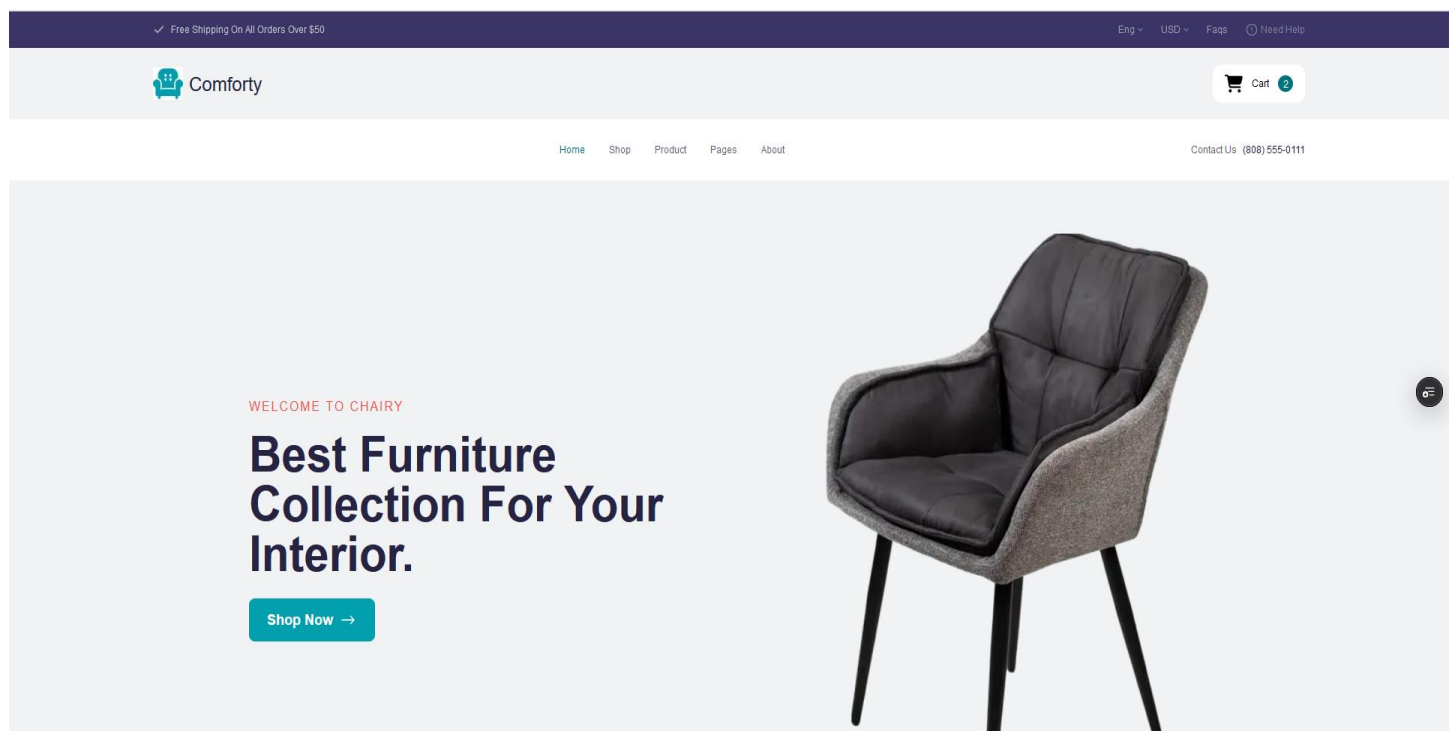 Free Shipping On All Orders Over $50
Eng USD Faqs Need Help
Comforty
Cart 2
Home Shop Product Pages About
Contact Us (808) 555-0111
WELCOME TO CHAIRY
Best Furniture
Collection For Your
Interior.
Shop Now →